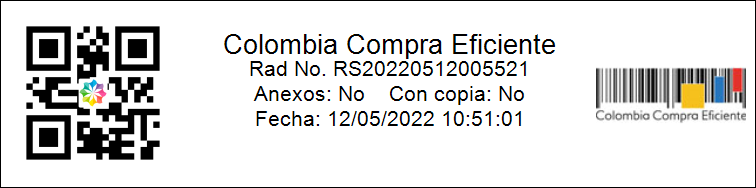 Colombia Compra Eficiente
Rad No. RS20220512005521
Anexos: No Con copia: No
Fecha: 12/05/2022 10:51:01
Colombia Compra Eficiente